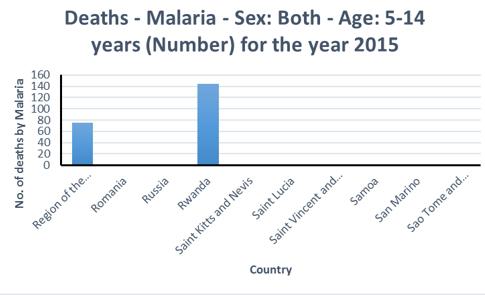 Deaths - Malaria - Sex: Both - Age: 5-14
years (Number) for the year 2015
No. of deaths by Malaria
160
140
120
100
80
60
40
20
0
Region of the...
Romania
Russia
Rwanda
Saint Kitts and Nevis
Saint Lucia
Saint Vincent and...
Samoa
San Marino
Sao Tome and...
Country